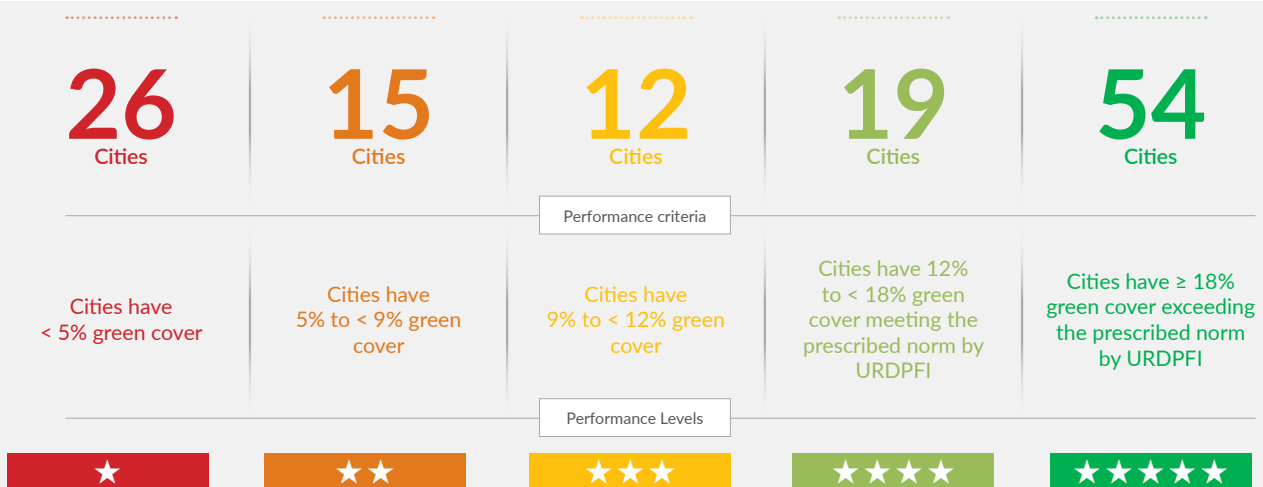 26
Cities
15
Cities
12
Cities
19
Cities
54
Cities
Performance criteria
Cities have
< 5% green cover
Cities have
5% to < 9% green
cover
Cities have
9% to < 12% green
cover
Cities have 12%
to < 18% green
cover meeting the
prescribed norm by
URDPFI
Cities have ≥ 18%
green cover exceeding
the prescribed norm
by URDPFI
Performance Levels